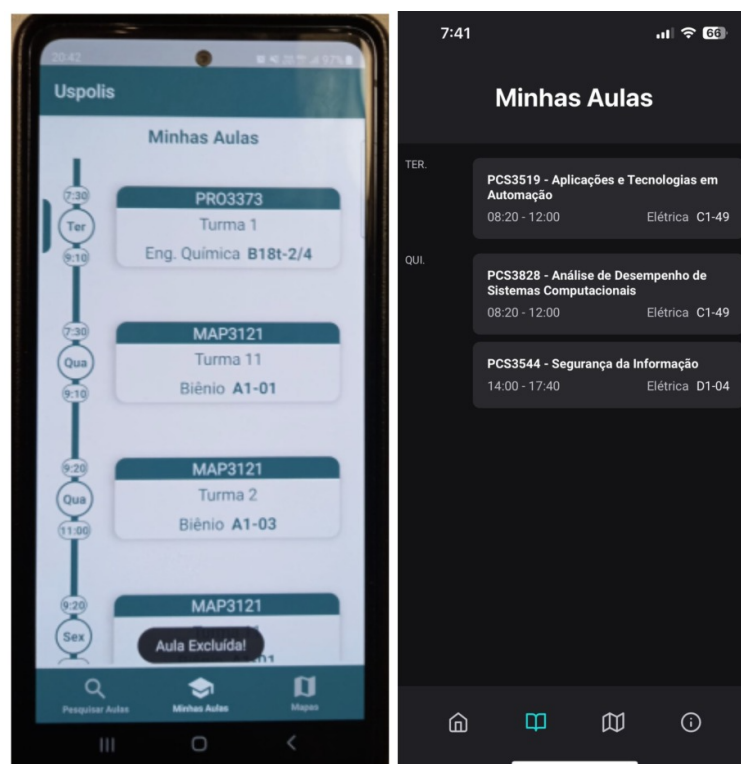 20:42
97%
Uspolis
Minhas Aulas
7:30
Ter
9:10
PRO3373
Turma 1
Eng. Química B18t-2/4
7:30
Qua
9:10
MAP3121
Turma 11
Biênio A1-01
9:20
Qua
11:00
MAP3121
Turma 2
Biênio A1-03
9:20
Sex
MAP3121
Aula Excluída!
Pesquisar Aulas
Minhas Aulas
Mapas
7:41
66
Minhas Aulas
TER.
PCS3519 - Aplicações e Tecnologias em
Automação
08:20 - 12:00 Elétrica C1-49
QUI.
PCS3828 - Análise de Desempenho de
Sistemas Computacionais
08:20 - 12:00 Elétrica C1-49
PCS3544 - Segurança da Informação
14:00 - 17:40 Elétrica D1-04